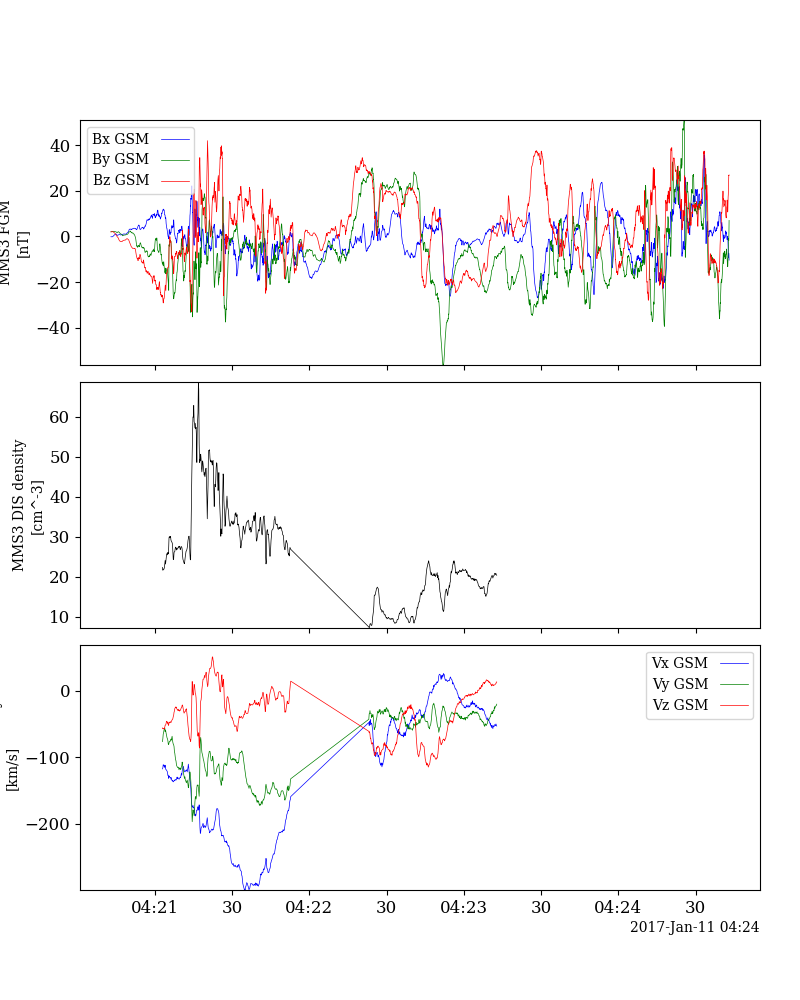 MMS3 FGM
[nT]
40
20
0
−20
−40
Bx GSM
By GSM
Bz GSM
MMS3 DIS density
[cm^-3]
60
50
40
30
20
10
[km/s]
0
−100
−200
Vx GSM
Vy GSM
Vz GSM
04:21 30 04:22 30 04:23 30 04:24 30
2017-Jan-11 04:24